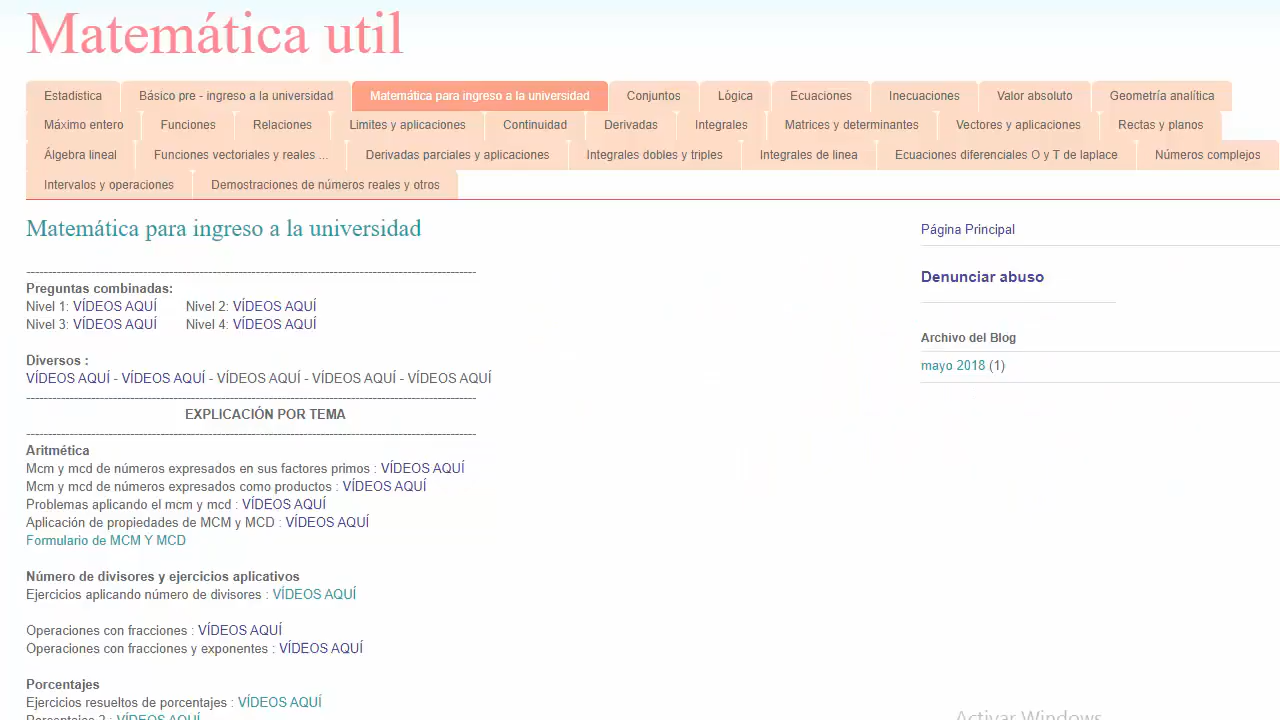 Matemática util
Estadistica Básico pre - ingreso a la universidad Matemática para ingreso a la universidad Conjuntos Lógica Ecuaciones Inecuaciones Valor absoluto Geometría analítica
Máximo entero Funciones Relaciones Limites y aplicaciones Continuidad Derivadas Integrales Matrices y determinantes Vectores y aplicaciones Rectas y planos
Álgebra lineal Funciones vectoriales y reales ... Derivadas parciales y aplicaciones Integrales dobles y triples Integrales de linea Ecuaciones diferenciales O y T de laplace Números complejos
Intervalos y operaciones Demostraciones de números reales y otros
Matemática para ingreso a la universidad
Página Principal
Denunciar abuso
Archivo del Blog
mayo 2018 (1)
Preguntas combinadas:
Nivel 1: VÍDEOS AQUÍ Nivel 2: VÍDEOS AQUÍ
Nivel 3: VÍDEOS AQUÍ Nivel 4: VÍDEOS AQUÍ
Diversos :
VÍDEOS AQUÍ - VÍDEOS AQUÍ - VÍDEOS AQUÍ - VÍDEOS AQUÍ - VÍDEOS AQUÍ
EXPLICACIÓN POR TEMA
Aritmética
Mcm y mcd de números expresados en sus factores primos : VÍDEOS AQUÍ
Mcm y mcd de números expresados como productos : VÍDEOS AQUÍ
Problemas aplicando el mcm y mcd : VÍDEOS AQUÍ
Aplicación de propiedades de MCM y MCD : VÍDEOS AQUÍ
Formulario de MCM Y MCD
Número de divisores y ejercicios aplicativos
Ejercicios aplicando número de divisores : VÍDEOS AQUÍ
Operaciones con fracciones : VÍDEOS AQUÍ
Operaciones con fracciones y exponentes : VÍDEOS AQUÍ
Porcentajes
Ejercicios resueltos de porcentajes : VÍDEOS AQUÍ
Porcentajes 2 : VÍDEOS AQUÍ
Activar Windows